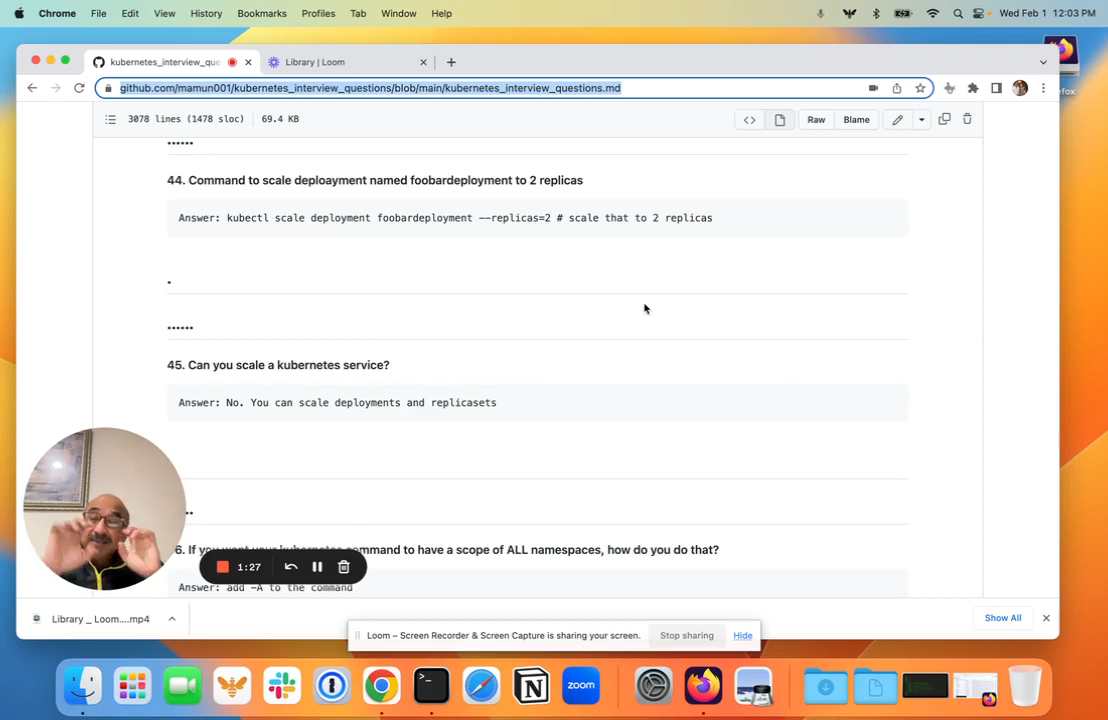 Chrome File Edit View History Bookmarks Profiles Tab Window Help Wed Feb 1 12:03 PM
kubernetes_interview_que Library | Loom
github.com/mamun001/kubernetes_interview_questions/blob/main/kubernetes_interview_questions.md
3078 lines (1478 sloc) 69.4 KB Raw Blame
44. Command to scale deploayment named foobardeployment to 2 replicas
Answer: kubectl scale deployment foobardeployment --replicas=2 # scale that to 2 replicas
45. Can you scale a kubernetes service?
Answer: No. You can scale deployments and replicasets
6. If you want your kubernetes command to have a scope of ALL namespaces, how do you do that?
1:27
Answer: add -A to the command
Library _ Loom....mp4 Show All
Loom – Screen Recorder & Screen Capture is sharing your screen. Stop sharing Hide
zoom